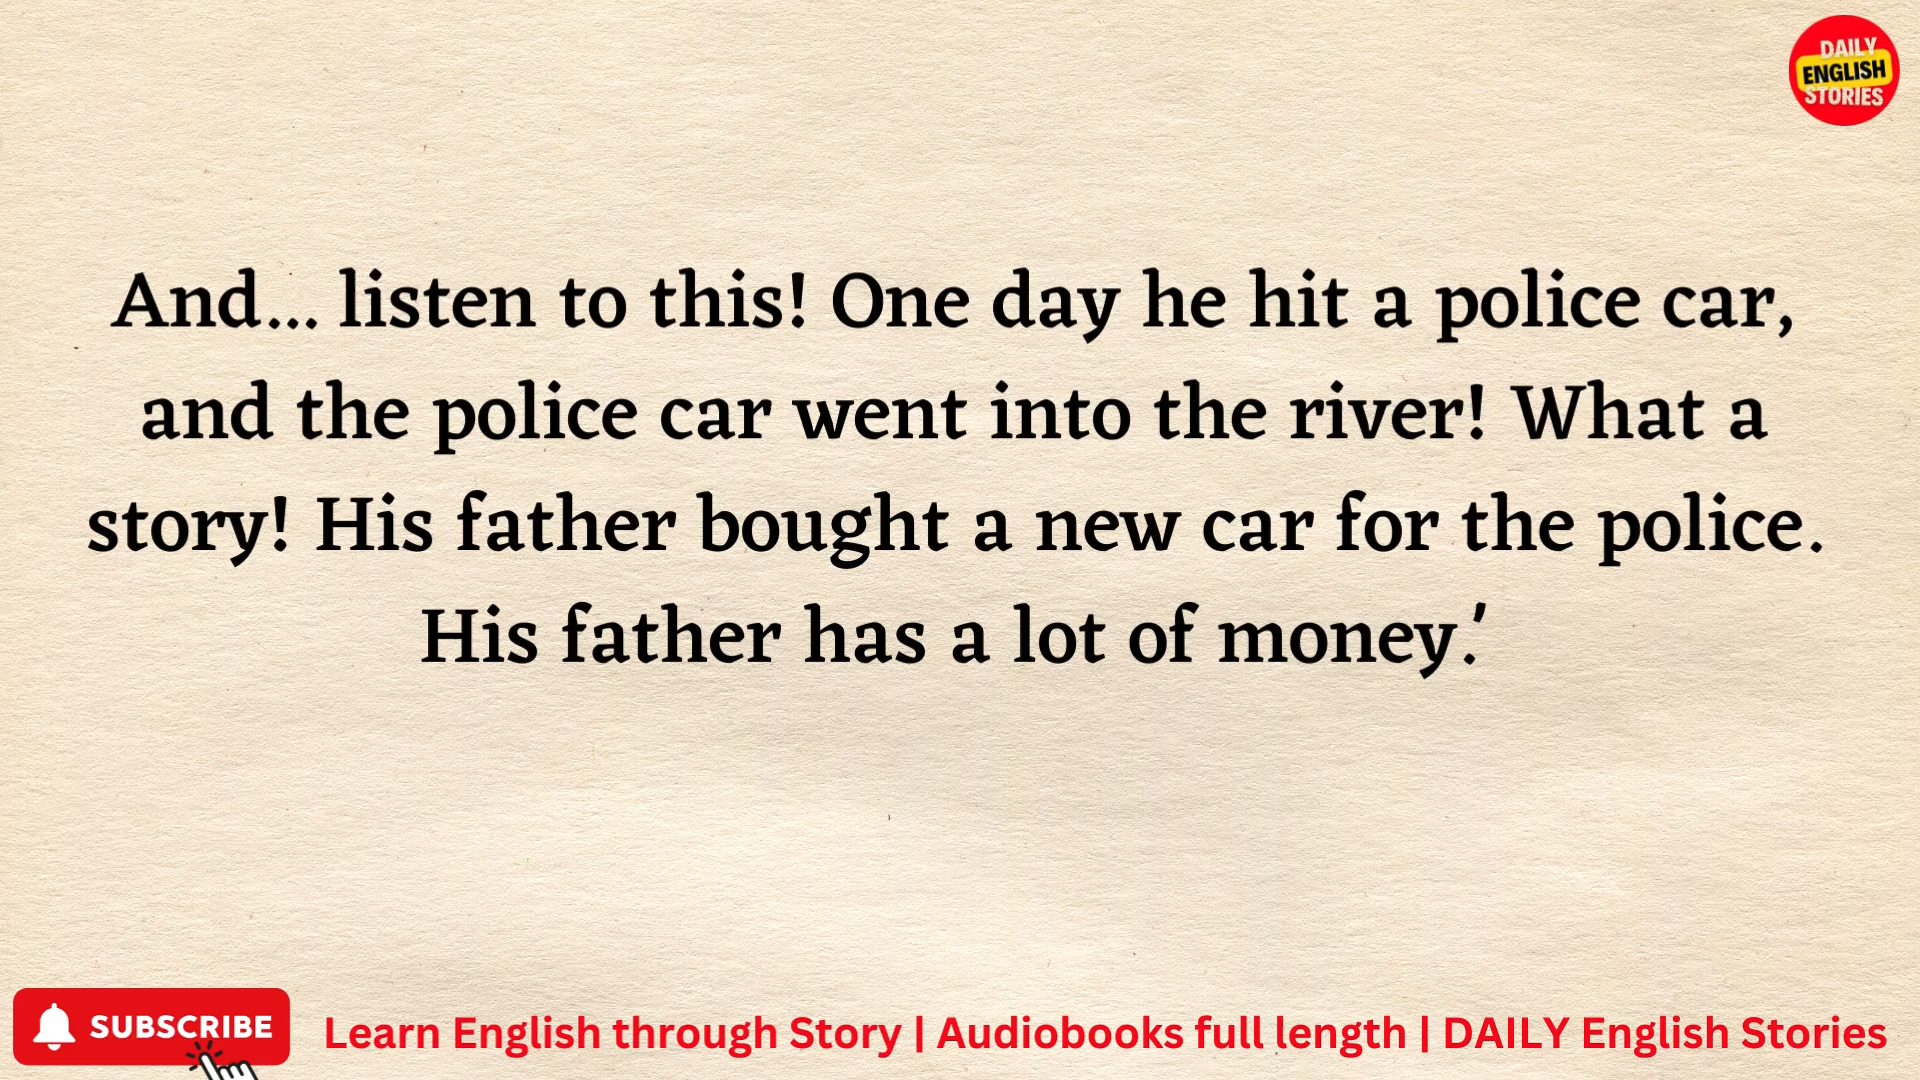 DAILY
ENGLISH
STORIES
And... listen to this! One day he hit a police car,
and the police car went into the river! What a
story! His father bought a new car for the police.
His father has a lot of money.'
SUBSCRIBE
Learn English through Story | Audiobooks full length | DAILY English Stories